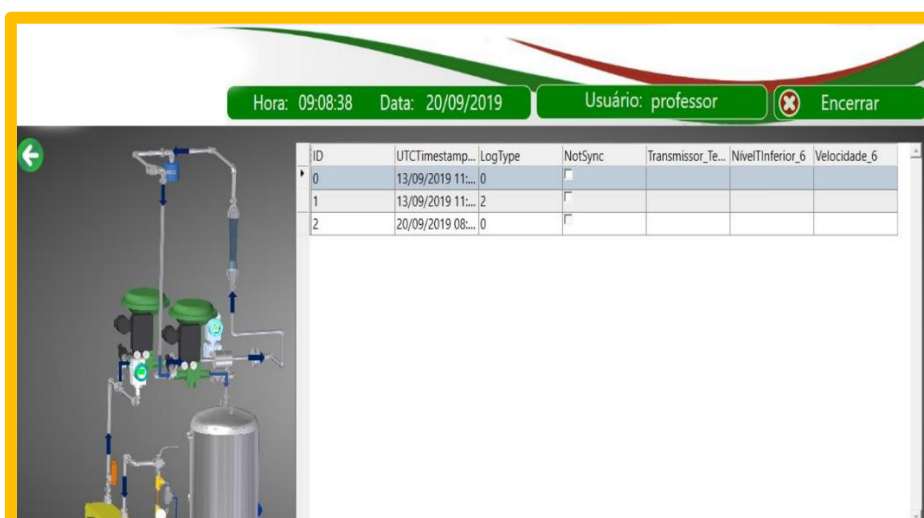 Hora: 09:08:38 Data: 20/09/2019 Usuário: professor Encerrar
ID UTCTimestamp... LogType NotSync Transmissor_Te... NívelTInferior_6 Velocidade_6
0 13/09/2019 11:... 0
1 13/09/2019 11:... 2
2 20/09/2019 08:... 0